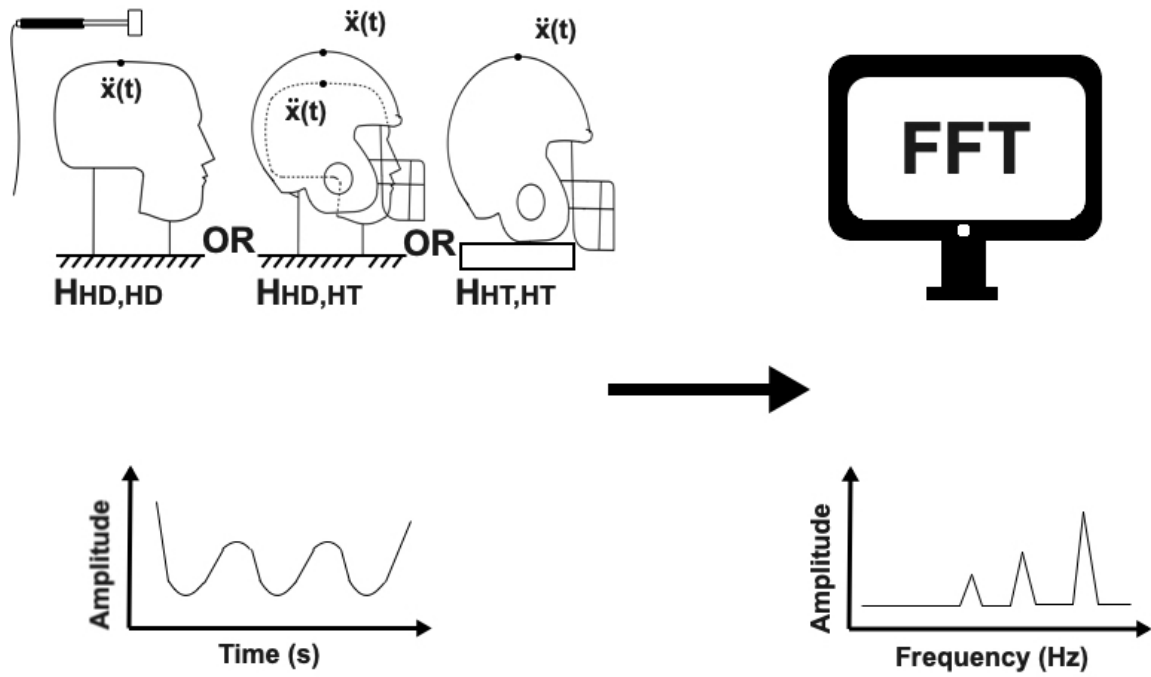 ẍ(t)
ẍ(t)
ẍ(t)
ẍ(t)
FFT
OR
OR
HHD,HD
HHD,HT
HHT,HT
Amplitude
Time (s)
Amplitude
Frequency (Hz)